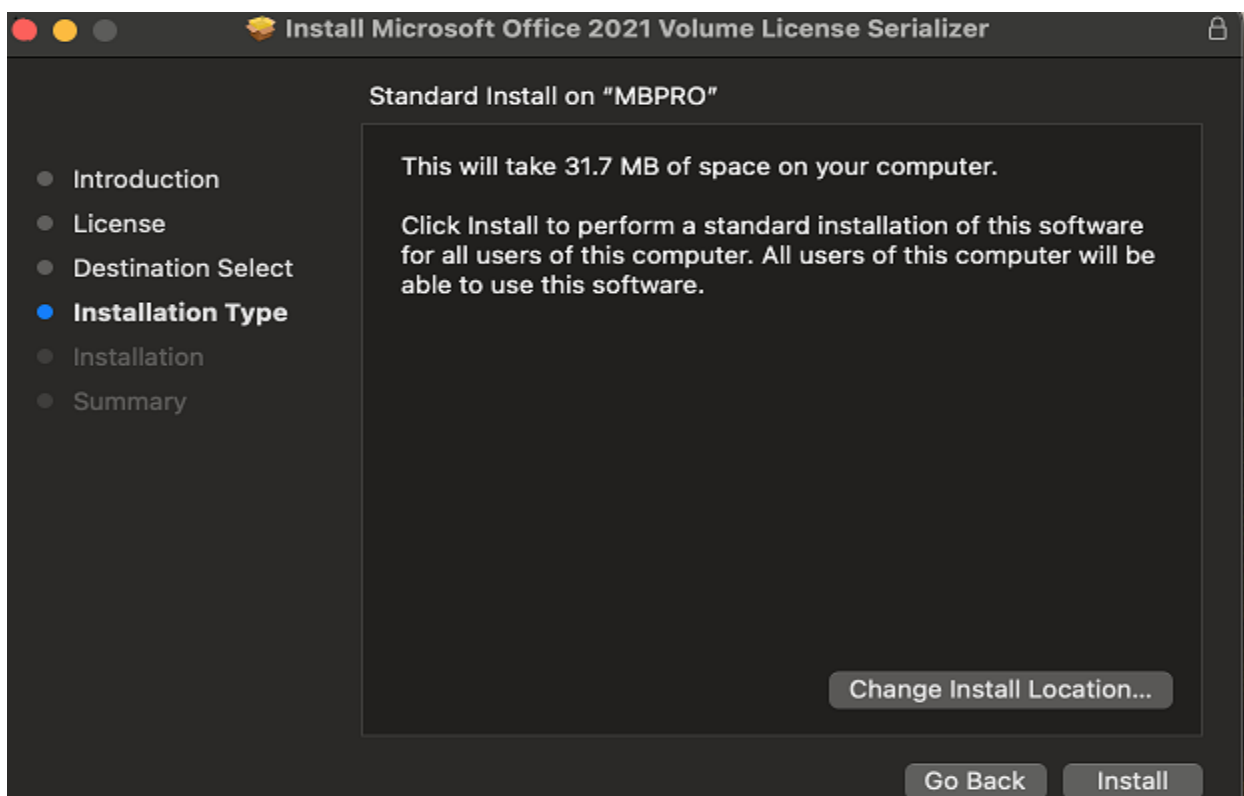 Install Microsoft Office 2021 Volume License Serializer
Standard Install on “MBPRO”
Introduction
License
Destination Select
Installation Type
Installation
Summary
This will take 31.7 MB of space on your computer.
Click Install to perform a standard installation of this software
for all users of this computer. All users of this computer will be
able to use this software.
Change Install Location...
Go Back
Install